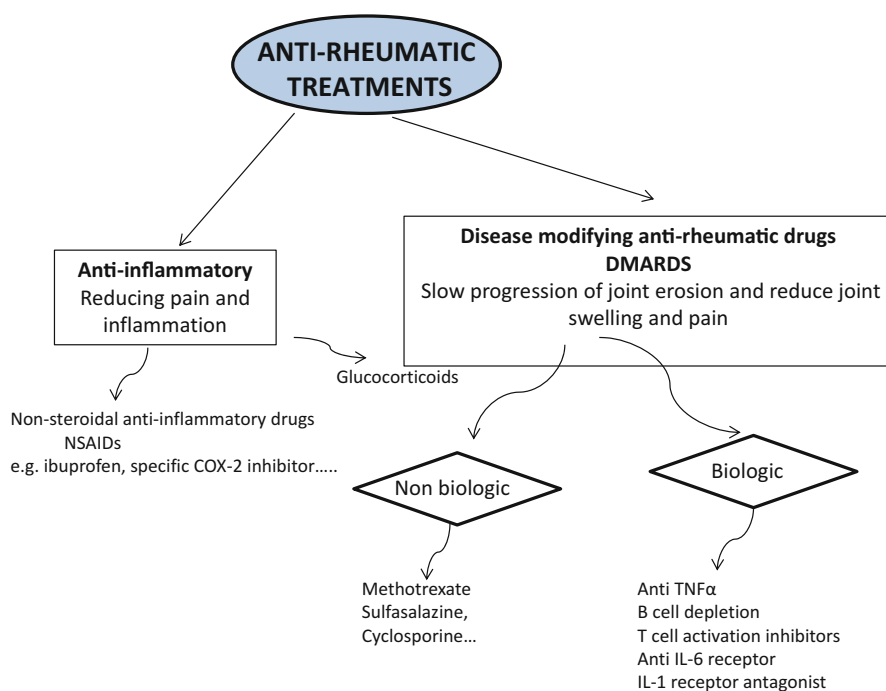 ANTI-RHEUMATIC
TREATMENTS
Anti-inflammatory
Reducing pain and
inflammation
Disease modifying anti-rheumatic drugs
DMARDS
Slow progression of joint erosion and reduce joint
swelling and pain
Glucocorticoids
Non-steroidal anti-inflammatory drugs
NSAIDs
e.g. ibuprofen, specific COX-2 inhibitor…..
Non biologic
Biologic
Methotrexate
Sulfasalazine,
Cyclosporine…
Anti TNFα
B cell depletion
T cell activation inhibitors
Anti IL-6 receptor
IL-1 receptor antagonist